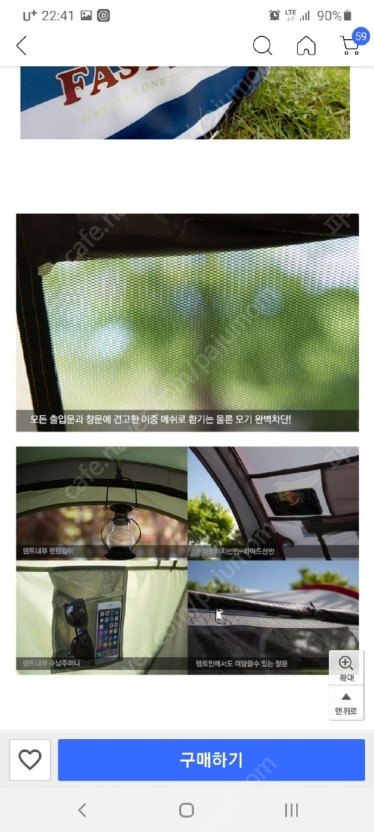 U+ 22:41
LTE
90%
59
FAS
모든 출입문과 창문에 견고한 이중 메쉬로 환기는 물론 모기 완벽차단!
텐트내부 랜턴걸이
텐트내부 수납주머니
텐트안에서도 여닫을수 있는 창문
확대
맨위로
구매하기